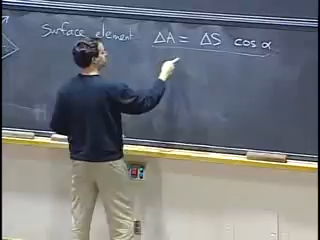 Surface element ΔA = ΔS cos α